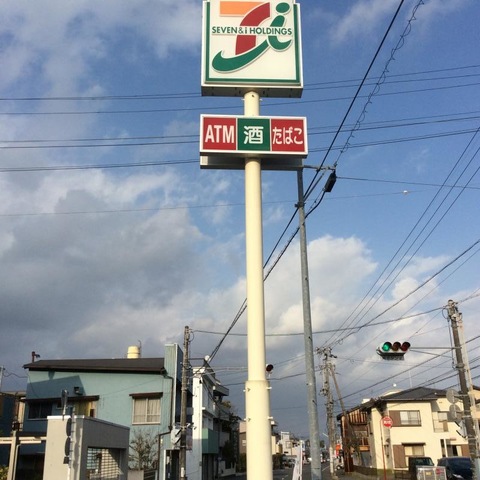 SEVEN & i HOLDINGS
ATM 酒 たばこ